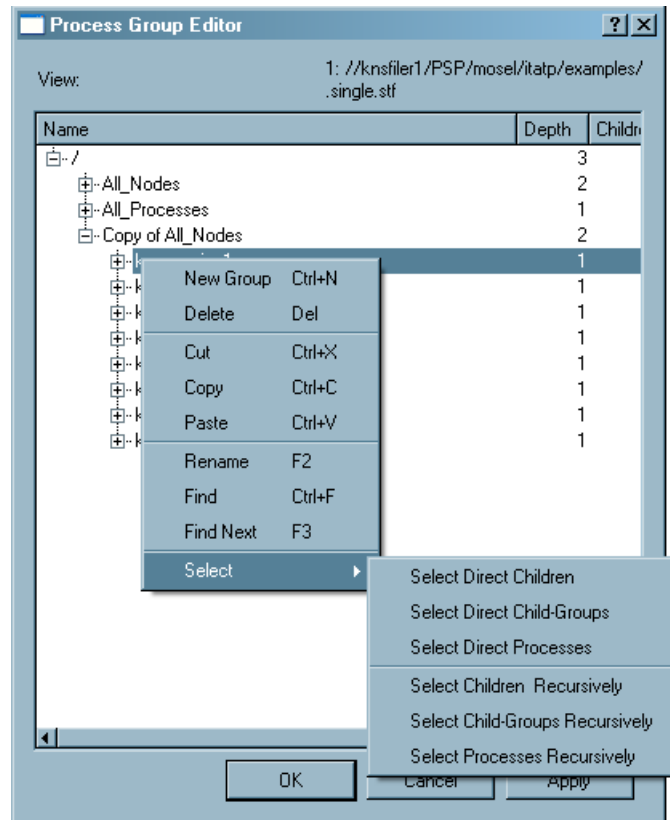 Process Group Editor
View:
1: //knsfiler1/PSP/mosel/itatp/examples/
.single.stf
Name Depth
/ 3
All_Nodes 2
All_Processes 1
Copy of All_Nodes 2
1
1
1
1
1
1
1
1
New Group Ctrl+N
Delete Del
Cut Ctrl+X
Copy Ctrl+C
Paste Ctrl+V
Rename F2
Find Ctrl+F
Find Next F3
Select
Select Direct Children
Select Direct Child-Groups
Select Direct Processes
Select Children Recursively
Select Child-Groups Recursively
Select Processes Recursively
OK Cancel Apply